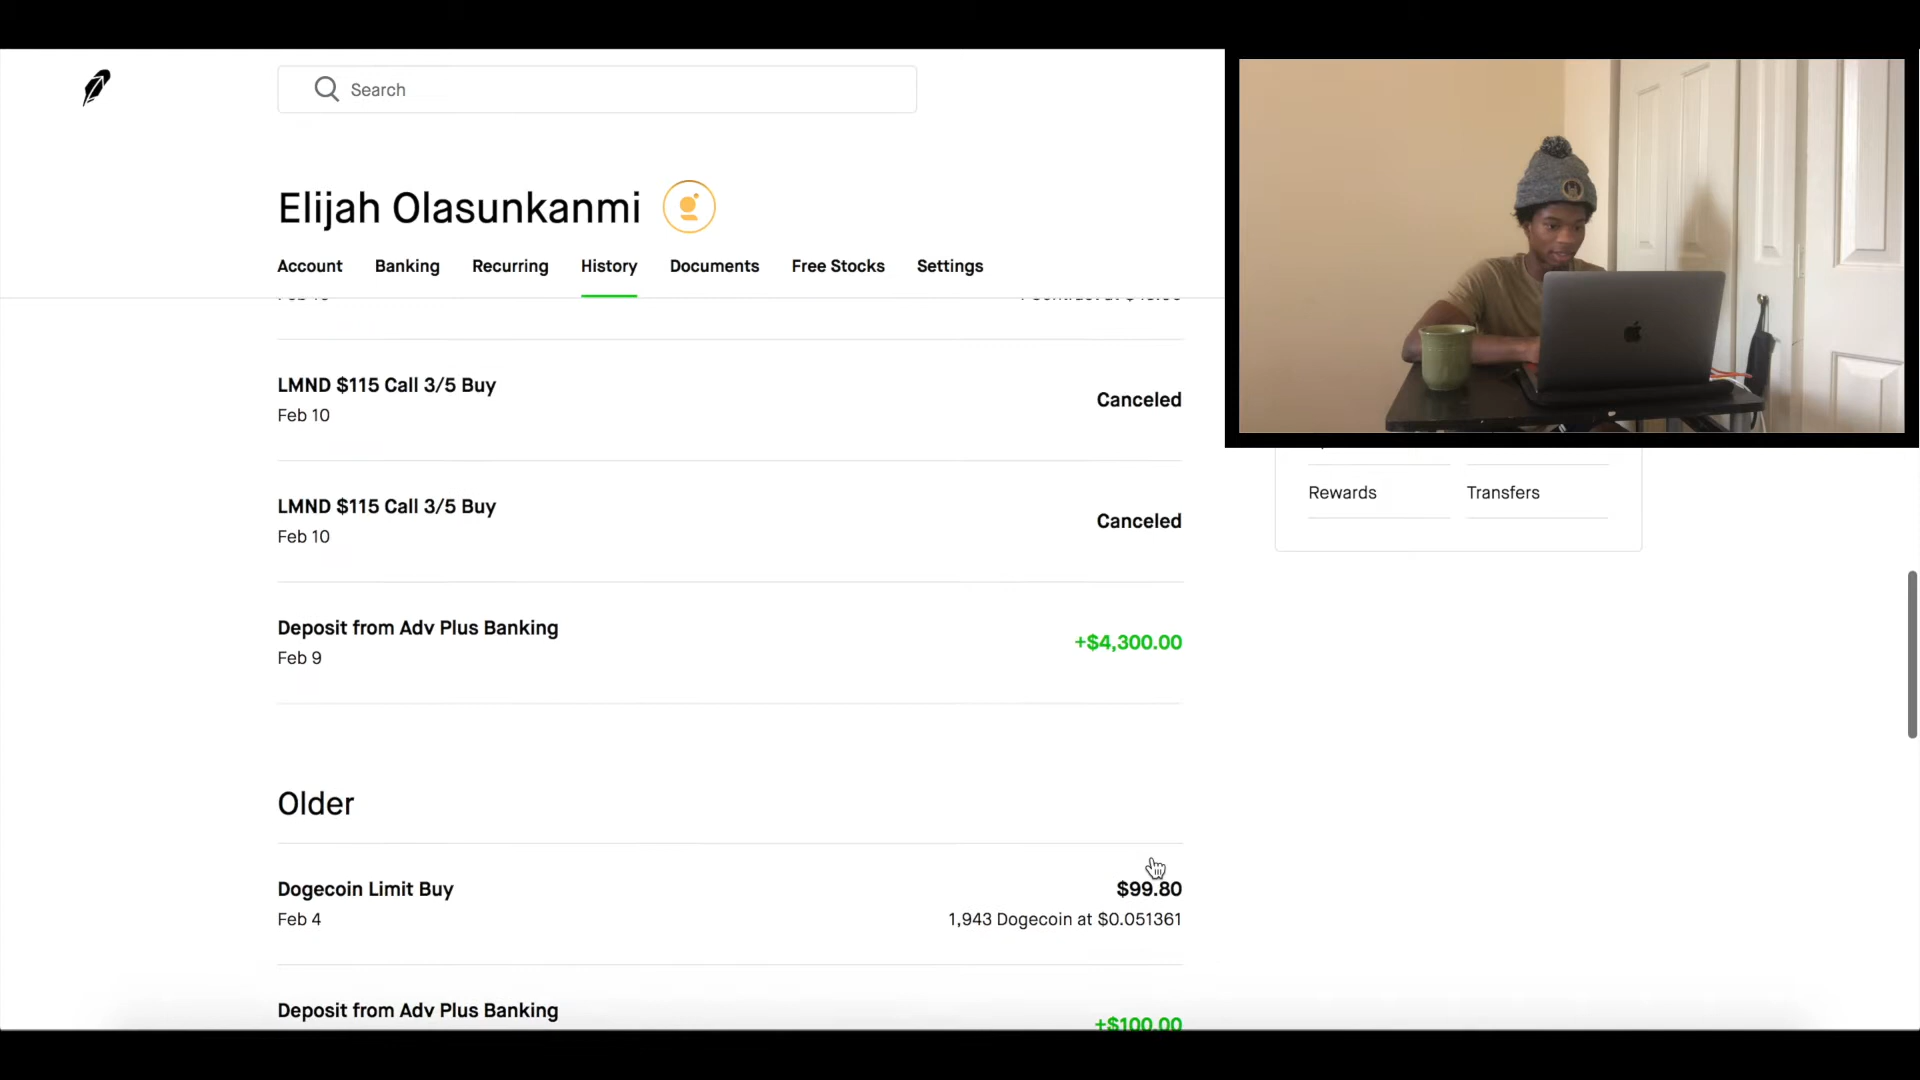 Search
Elijah Olasunkanmi
Account Banking Recurring History Documents Free Stocks Settings
LMND $115 Call 3/5 Buy
Feb 10
Canceled
LMND $115 Call 3/5 Buy
Feb 10
Canceled
Deposit from Adv Plus Banking
Feb 9
+$4,300.00
Rewards Transfers
Older
Dogecoin Limit Buy
Feb 4
$99.80
1,943 Dogecoin at $0.051361
Deposit from Adv Plus Banking
+$100.00